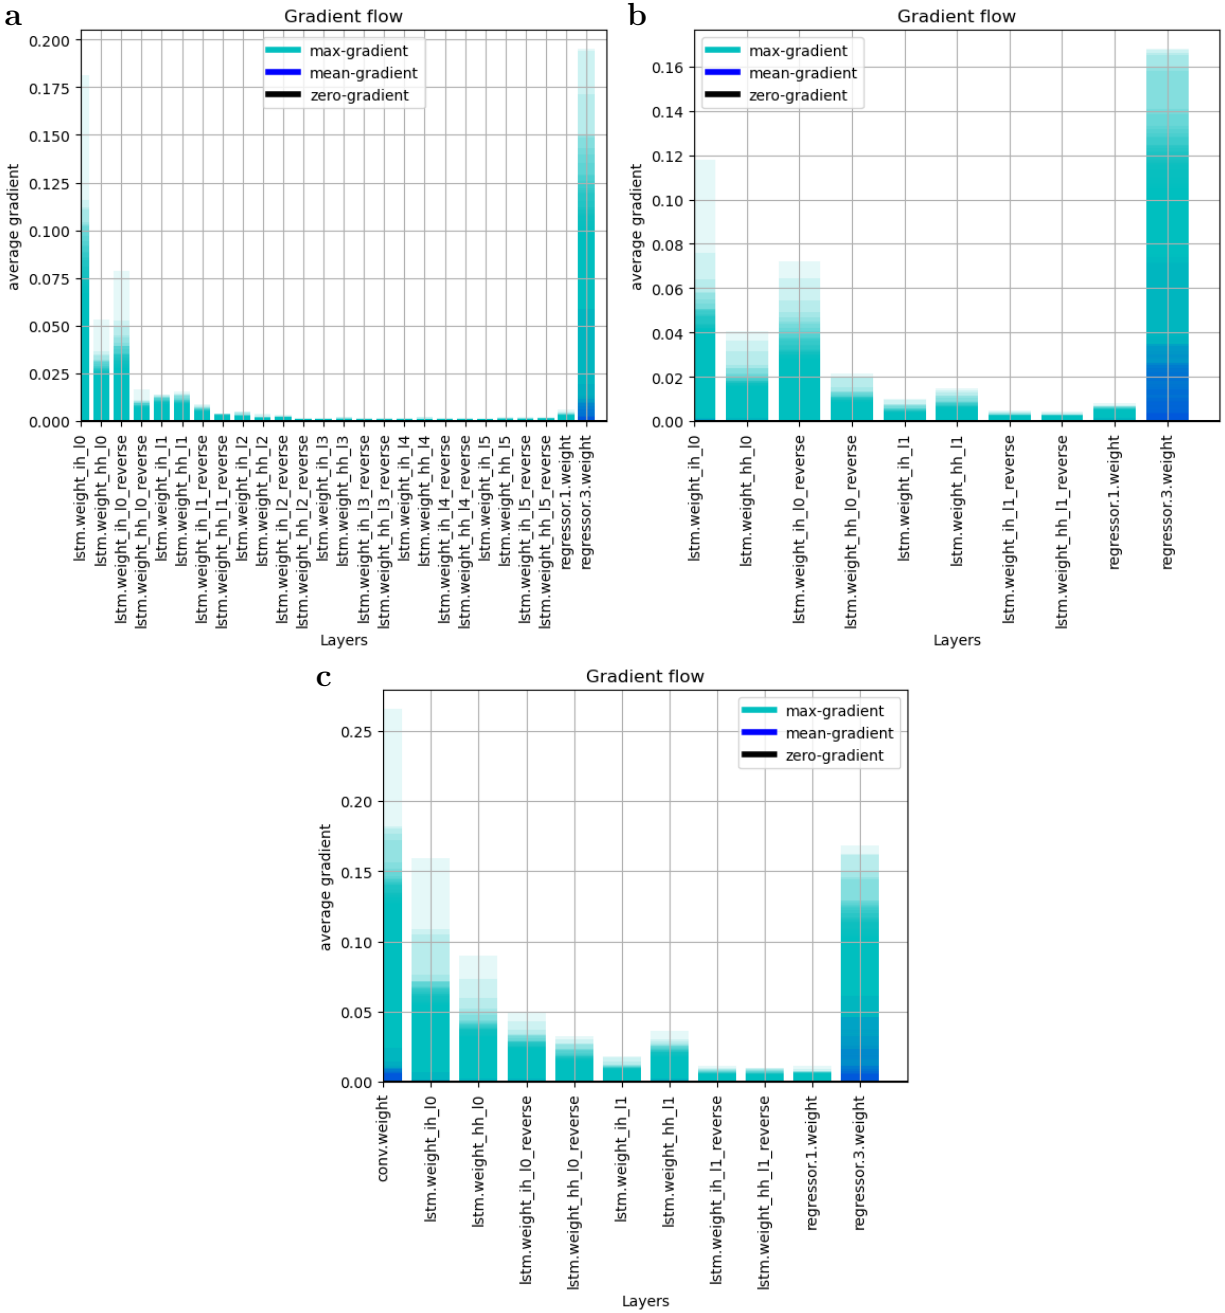 a
Gradient flow
max-gradient
mean-gradient
zero-gradient
average gradient
0.200
0.175
0.150
0.125
0.100
0.075
0.050
0.025
0.000
lstm.weight_ih_l0
lstm.weight_hh_l0
lstm.weight_ih_l0_reverse
lstm.weight_hh_l0_reverse
lstm.weight_ih_l1
lstm.weight_hh_l1
lstm.weight_ih_l1_reverse
lstm.weight_hh_l1_reverse
lstm.weight_ih_l2
lstm.weight_hh_l2
lstm.weight_ih_l2_reverse
lstm.weight_hh_l2_reverse
lstm.weight_ih_l3
lstm.weight_hh_l3
lstm.weight_ih_l3_reverse
lstm.weight_hh_l3_reverse
lstm.weight_ih_l4
lstm.weight_hh_l4
lstm.weight_ih_l4_reverse
lstm.weight_hh_l4_reverse
lstm.weight_ih_l5
lstm.weight_hh_l5
lstm.weight_ih_l5_reverse
lstm.weight_hh_l5_reverse
regressor.1.weight
regressor.3.weight
Layers
b
Gradient flow
max-gradient
mean-gradient
zero-gradient
average gradient
0.16
0.14
0.12
0.10
0.08
0.06
0.04
0.02
0.00
lstm.weight_ih_l0
lstm.weight_hh_l0
lstm.weight_ih_l0_reverse
lstm.weight_hh_l0_reverse
lstm.weight_ih_l1
lstm.weight_hh_l1
lstm.weight_ih_l1_reverse
lstm.weight_hh_l1_reverse
regressor.1.weight
regressor.3.weight
Layers
c
Gradient flow
max-gradient
mean-gradient
zero-gradient
average gradient
0.25
0.20
0.15
0.10
0.05
0.00
conv.weight
lstm.weight_ih_l0
lstm.weight_hh_l0
lstm.weight_ih_l0_reverse
lstm.weight_hh_l0_reverse
lstm.weight_ih_l1
lstm.weight_hh_l1
lstm.weight_ih_l1_reverse
lstm.weight_hh_l1_reverse
regressor.1.weight
regressor.3.weight
Layers